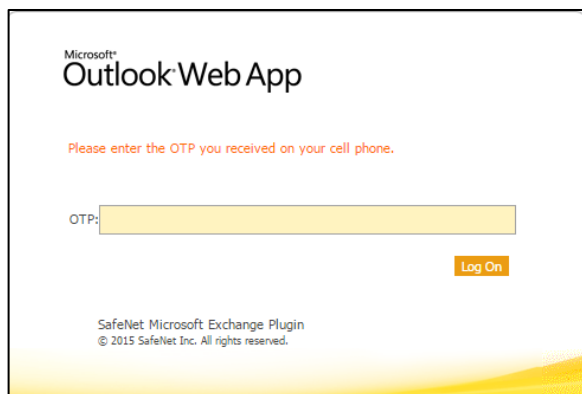 Microsoft®
Outlook® Web App
Please enter the OTP you received on your cell phone.
OTP:
Log On
SafeNet Microsoft Exchange Plugin
© 2015 SafeNet Inc. All rights reserved.